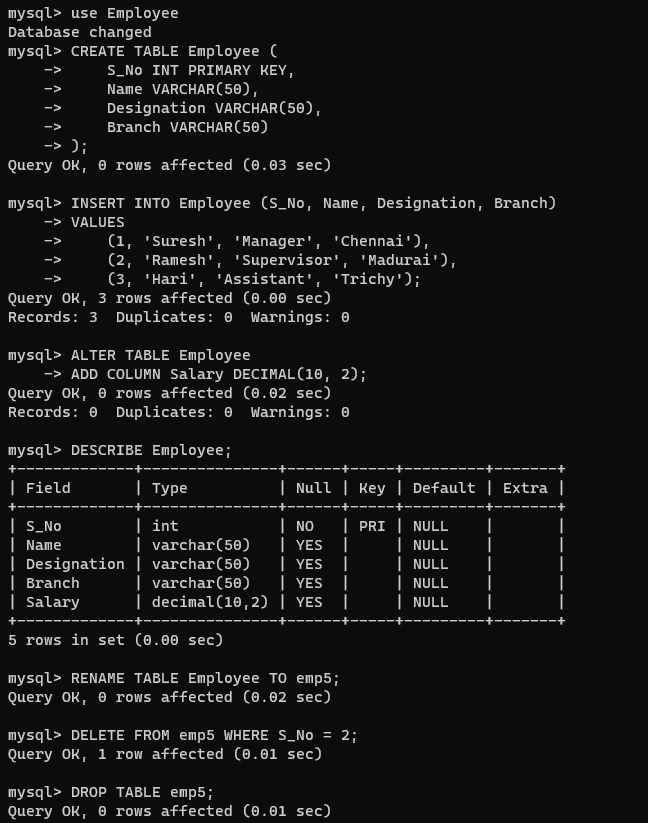 mysql> use Employee
Database changed
mysql> CREATE TABLE Employee (
    ->     S_No INT PRIMARY KEY,
    ->     Name VARCHAR(50),
    ->     Designation VARCHAR(50),
    ->     Branch VARCHAR(50)
    -> );
Query OK, 0 rows affected (0.03 sec)

mysql> INSERT INTO Employee (S_No, Name, Designation, Branch)
    -> VALUES
    ->     (1, 'Suresh', 'Manager', 'Chennai'),
    ->     (2, 'Ramesh', 'Supervisor', 'Madurai'),
    ->     (3, 'Hari', 'Assistant', 'Trichy');
Query OK, 3 rows affected (0.00 sec)
Records: 3  Duplicates: 0  Warnings: 0

mysql> ALTER TABLE Employee
    -> ADD COLUMN Salary DECIMAL(10, 2);
Query OK, 0 rows affected (0.02 sec)
Records: 0  Duplicates: 0  Warnings: 0

mysql> DESCRIBE Employee;
+-------------+---------------+------+-----+---------+-------+
| Field       | Type          | Null | Key | Default | Extra |
+-------------+---------------+------+-----+---------+-------+
| S_No        | int           | NO   | PRI | NULL    |       |
| Name        | varchar(50)   | YES  |     | NULL    |       |
| Designation | varchar(50)   | YES  |     | NULL    |       |
| Branch      | varchar(50)   | YES  |     | NULL    |       |
| Salary      | decimal(10,2) | YES  |     | NULL    |       |
+-------------+---------------+------+-----+---------+-------+
5 rows in set (0.00 sec)

mysql> RENAME TABLE Employee TO emp5;
Query OK, 0 rows affected (0.02 sec)

mysql> DELETE FROM emp5 WHERE S_No = 2;
Query OK, 1 row affected (0.01 sec)

mysql> DROP TABLE emp5;
Query OK, 0 rows affected (0.01 sec)